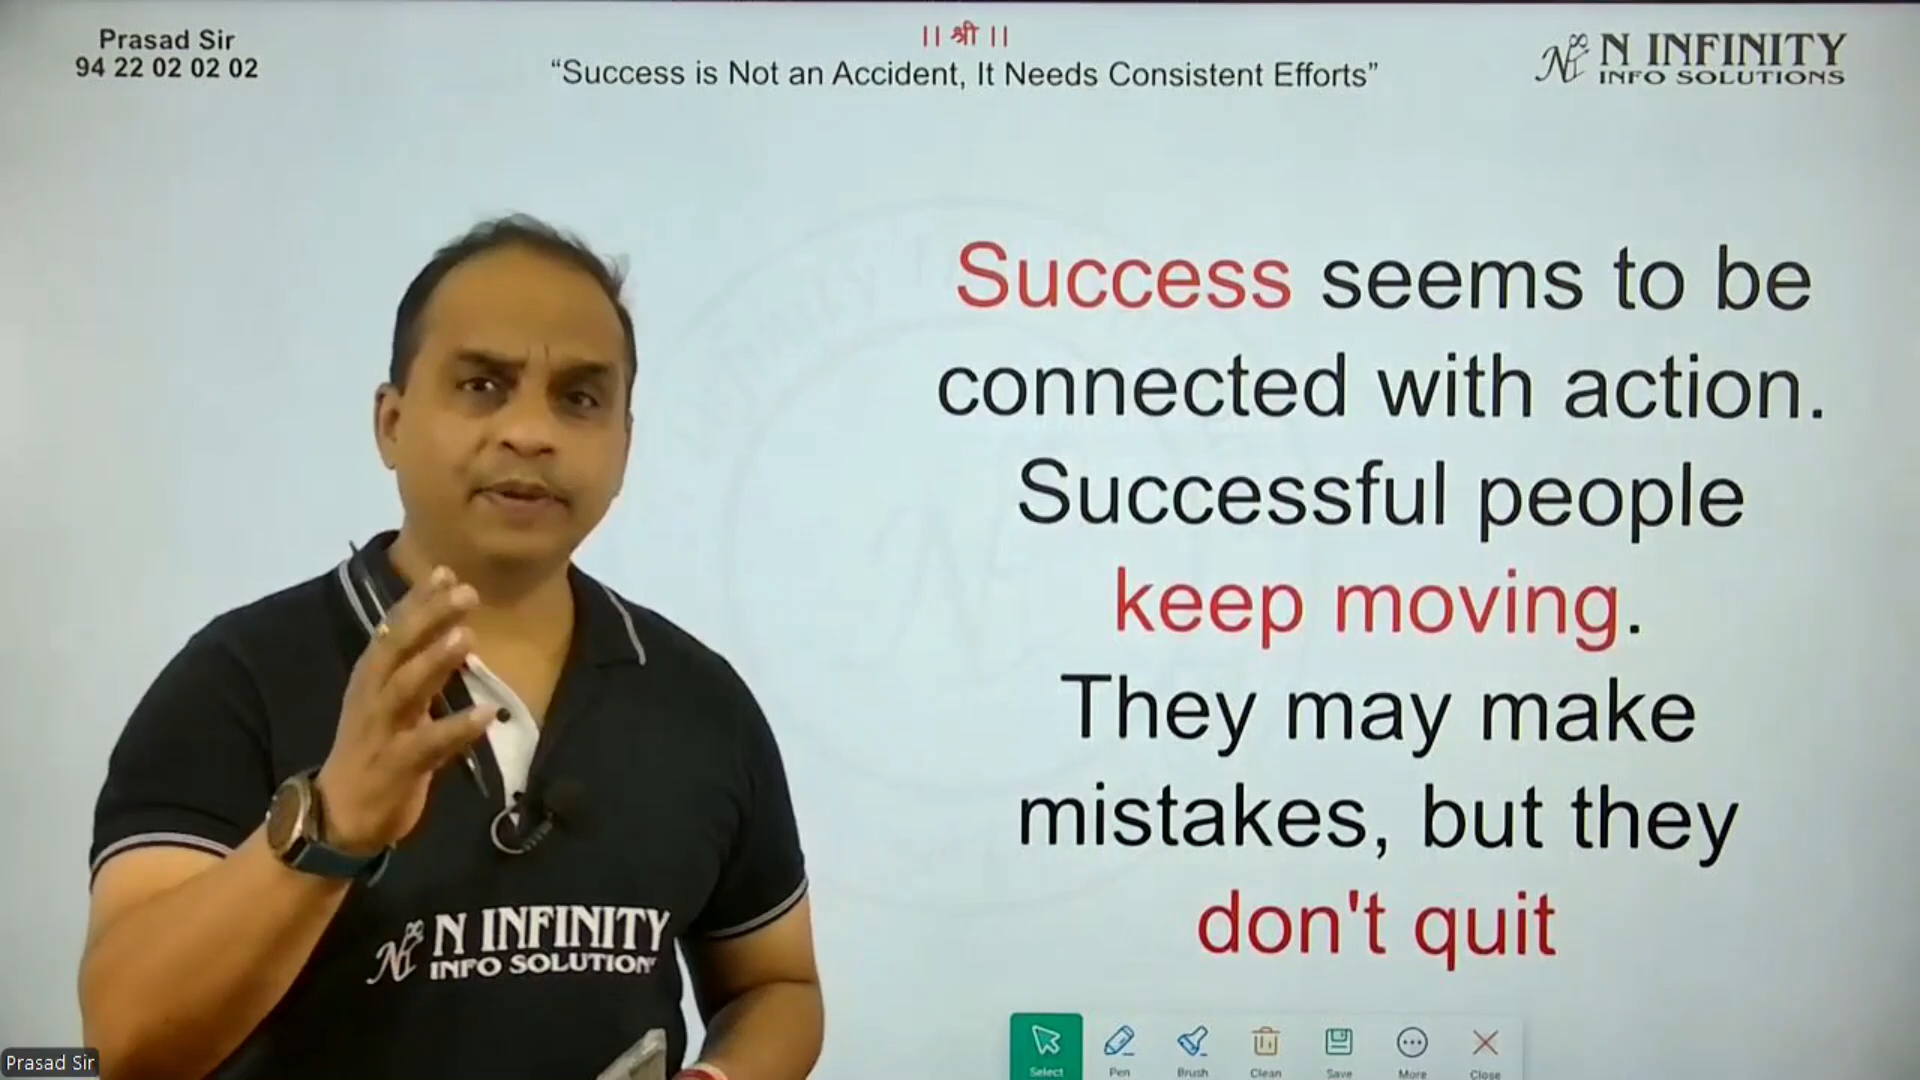 Prasad Sir
94 22 02 02 02
|| श्री ||
“Success is Not an Accident, It Needs Consistent Efforts”
N INFINITY
INFO SOLUTIONS
Success seems to be
connected with action.
Successful people
keep moving.
They may make
mistakes, but they
don't quit
N INFINITY
INFO SOLUTION
Select Pen Brush Clean Save More Close
Prasad Sir